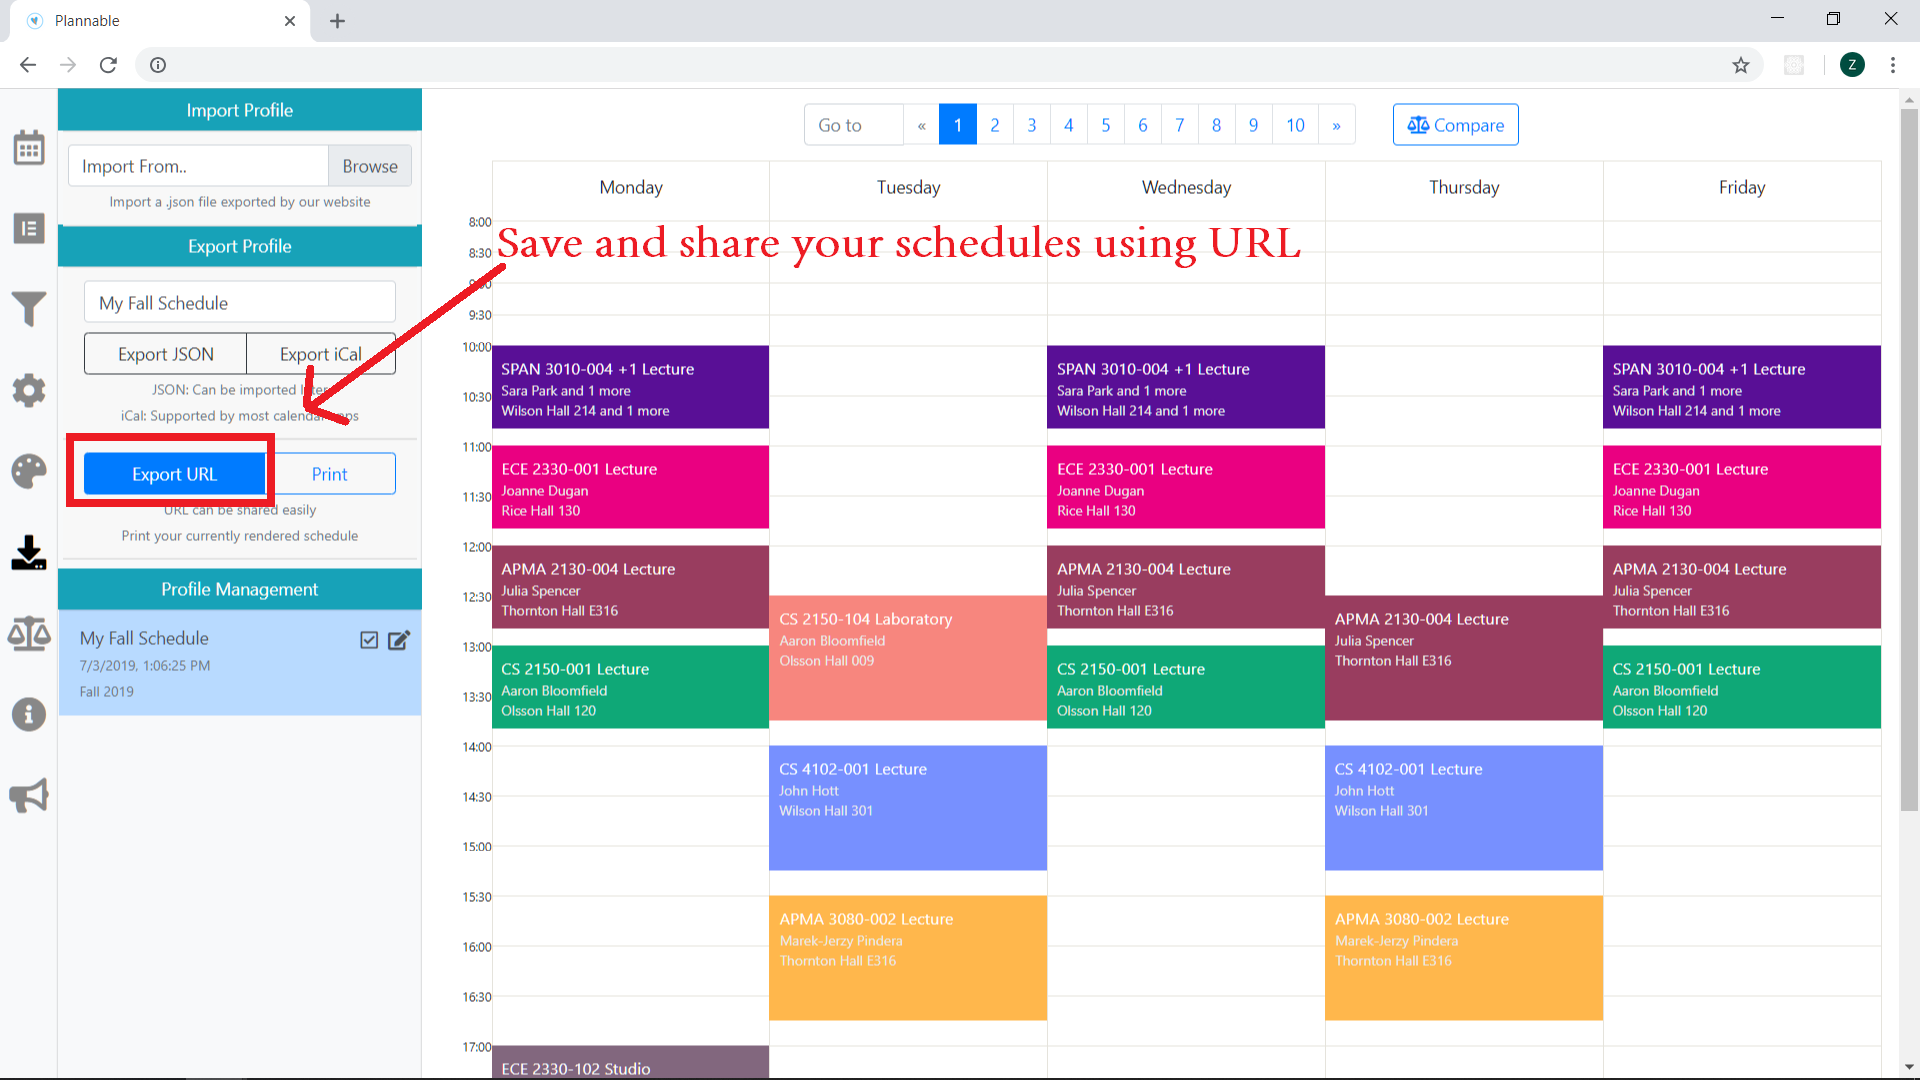 Plannable
Z
Import Profile
Import From..
Browse
Import a .json file exported by our website
Export Profile
My Fall Schedule
Export JSON
Export iCal
JSON: Can be imported later
iCal: Supported by most calendar apps
Export URL
Print
URL can be shared easily
Print your currently rendered schedule
Profile Management
My Fall Schedule
7/3/2019, 1:06:25 PM
Fall 2019
Go to
« 1 2 3 4 5 6 7 8 9 10 »
Compare
Monday
Tuesday
Wednesday
Thursday
Friday
Save and share your schedules using URL
8:00
8:30
9:00
9:30
10:00
10:30
11:00
11:30
12:00
12:30
13:00
13:30
14:00
14:30
15:00
15:30
16:00
16:30
17:00
SPAN 3010-004 +1 Lecture
Sara Park and 1 more
Wilson Hall 214 and 1 more
ECE 2330-001 Lecture
Joanne Dugan
Rice Hall 130
APMA 2130-004 Lecture
Julia Spencer
Thornton Hall E316
CS 2150-001 Lecture
Aaron Bloomfield
Olsson Hall 120
ECE 2330-102 Studio
CS 2150-104 Laboratory
Aaron Bloomfield
Olsson Hall 009
CS 4102-001 Lecture
John Hott
Wilson Hall 301
APMA 3080-002 Lecture
Marek-Jerzy Pindera
Thornton Hall E316
SPAN 3010-004 +1 Lecture
Sara Park and 1 more
Wilson Hall 214 and 1 more
ECE 2330-001 Lecture
Joanne Dugan
Rice Hall 130
APMA 2130-004 Lecture
Julia Spencer
Thornton Hall E316
CS 2150-001 Lecture
Aaron Bloomfield
Olsson Hall 120
APMA 2130-004 Lecture
Julia Spencer
Thornton Hall E316
CS 4102-001 Lecture
John Hott
Wilson Hall 301
APMA 3080-002 Lecture
Marek-Jerzy Pindera
Thornton Hall E316
SPAN 3010-004 +1 Lecture
Sara Park and 1 more
Wilson Hall 214 and 1 more
ECE 2330-001 Lecture
Joanne Dugan
Rice Hall 130
APMA 2130-004 Lecture
Julia Spencer
Thornton Hall E316
CS 2150-001 Lecture
Aaron Bloomfield
Olsson Hall 120